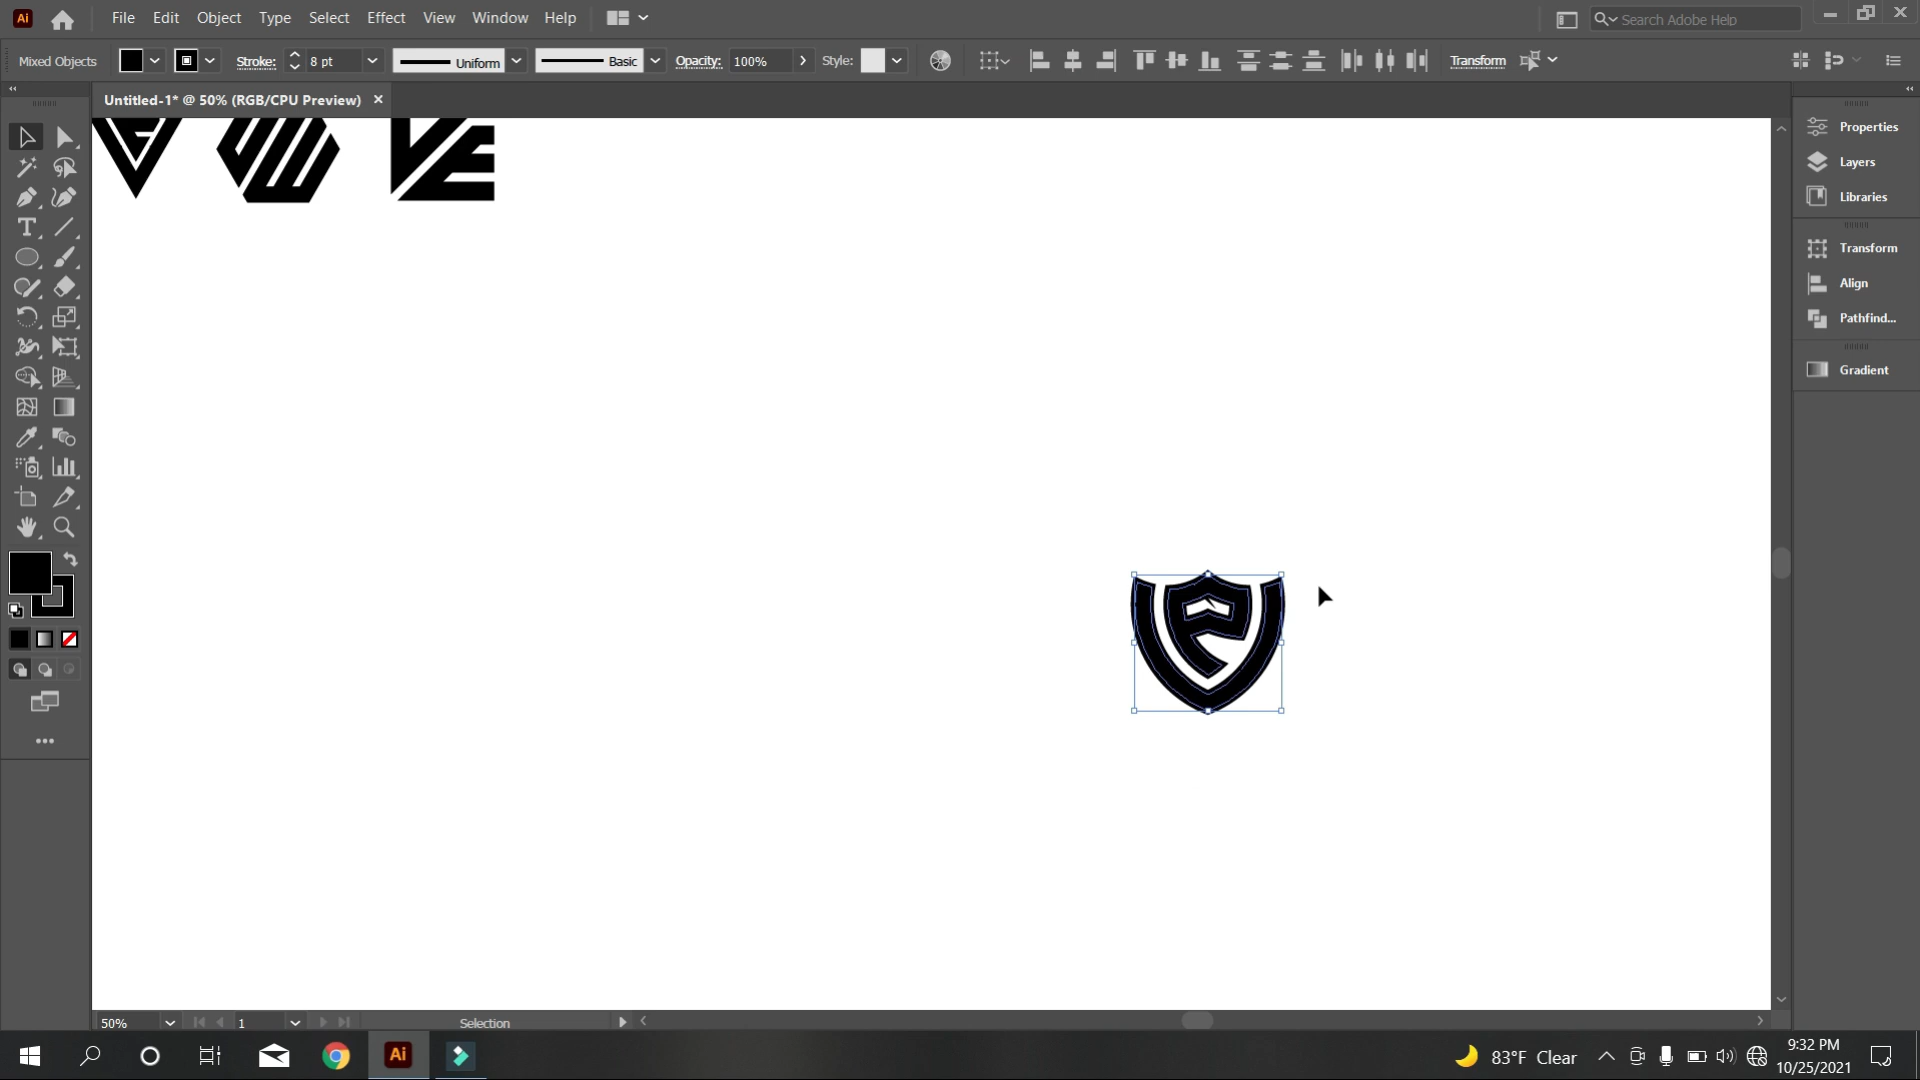 Ai File Edit Object Type Select Effect View Window Help Search Adobe Help
Mixed Objects Stroke: 8 pt Uniform Basic Opacity: 100% Style: Transform
Untitled-1* @ 50% (RGB/CPU Preview) ×
Properties
Layers
Libraries
Transform
Align
Pathfind...
Gradient
50% 1 Selection
Ai 83°F Clear 9:32 PM
10/25/2021